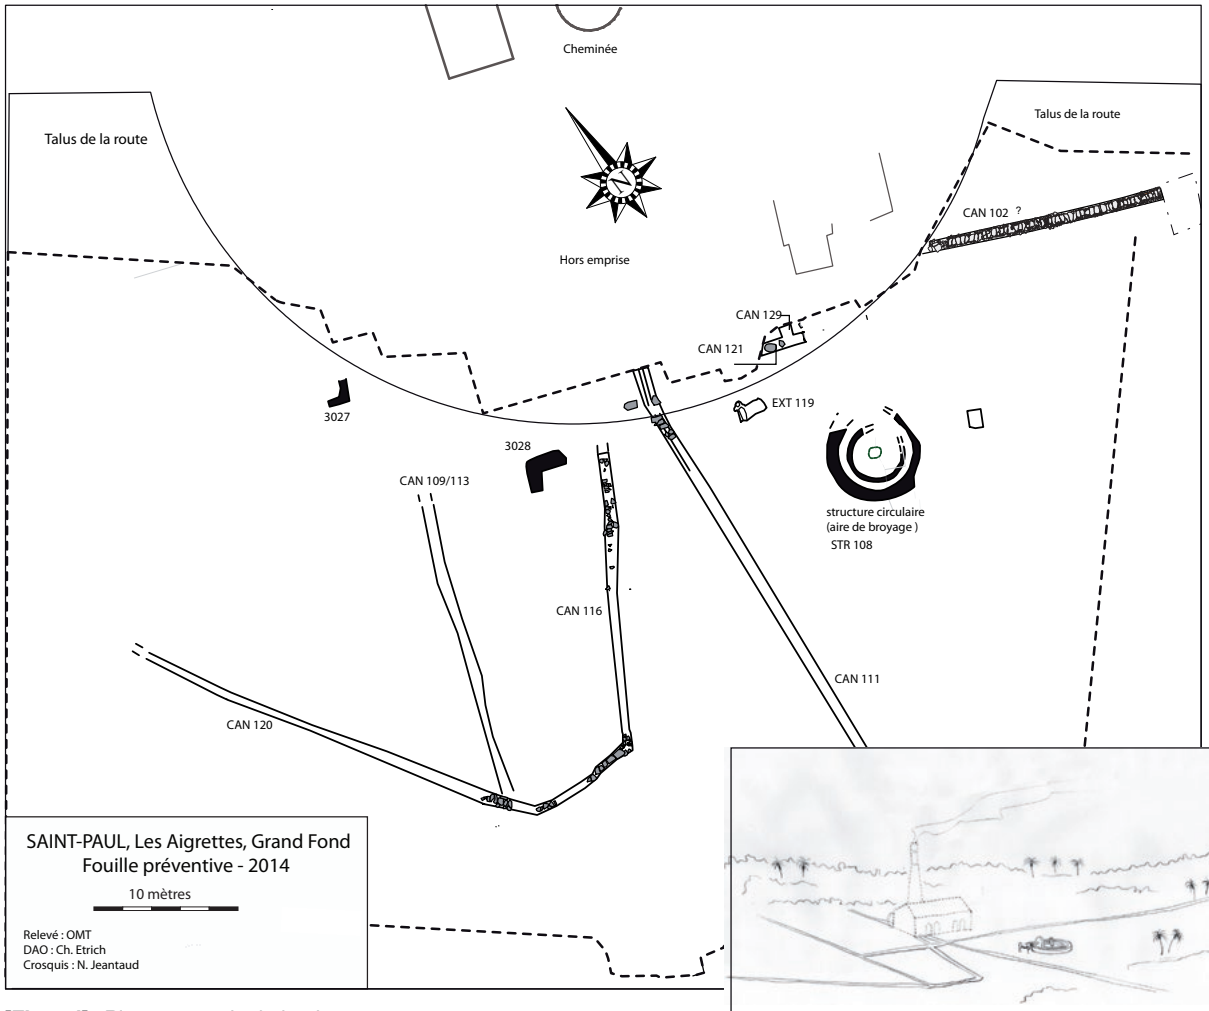 Cheminée
Talus de la route
Talus de la route
N
CAN 102 ?
Hors emprise
CAN 129
CAN 121
EXT 119
3027
3028
CAN 109/113
structure circulaire
(aire de broyage )
STR 108
CAN 116
CAN 111
CAN 120
SAINT-PAUL, Les Aigrettes, Grand Fond
Fouille préventive - 2014
10 mètres
Relevé : OMT
DAO : Ch. Etrich
Crosquis : N. Jeantaud